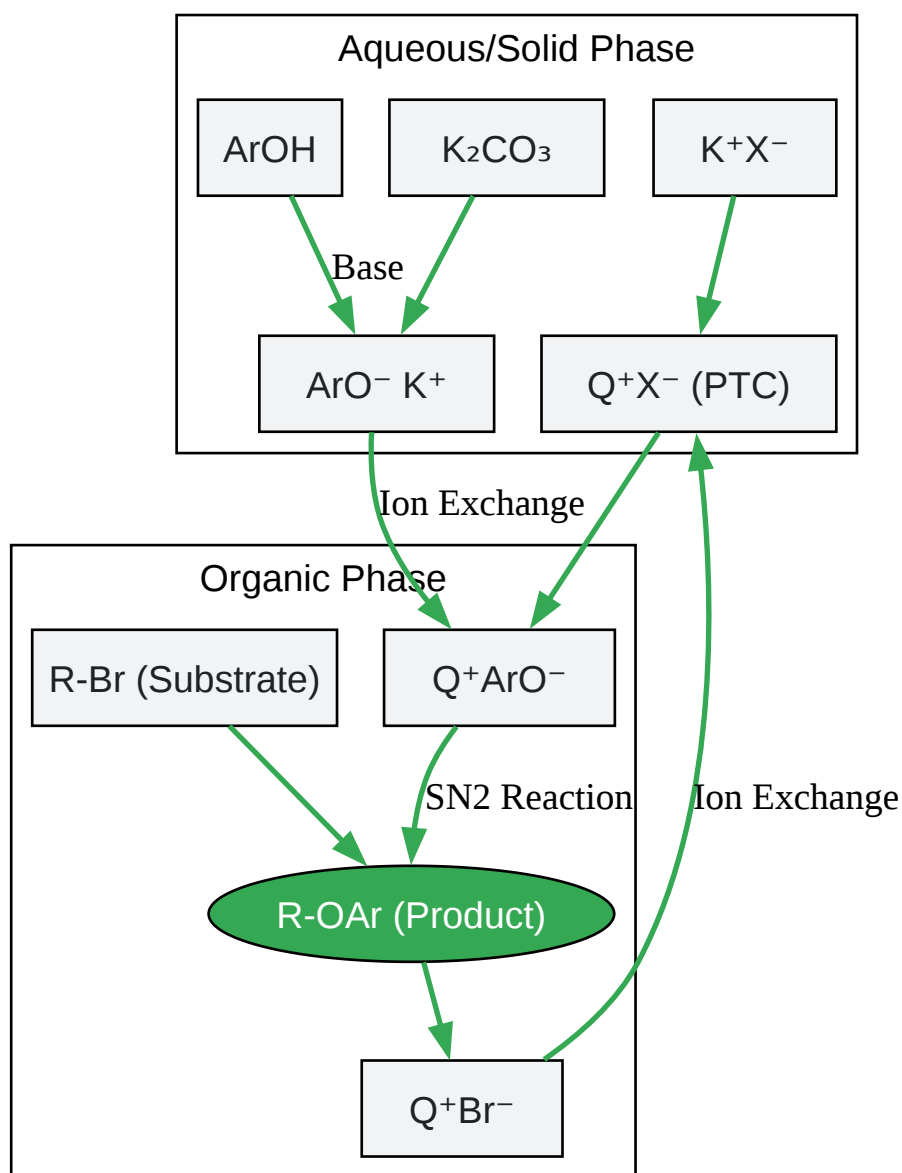 Aqueous/Solid Phase
ArOH
K₂CO₃
K⁺X⁻
Base
ArO⁻ K⁺
Q⁺X⁻ (PTC)
Ion Exchange
Organic Phase
R-Br (Substrate)
Q⁺ArO⁻
SN2 Reaction
Ion Exchange
R-OAr (Product)
Q⁺Br⁻